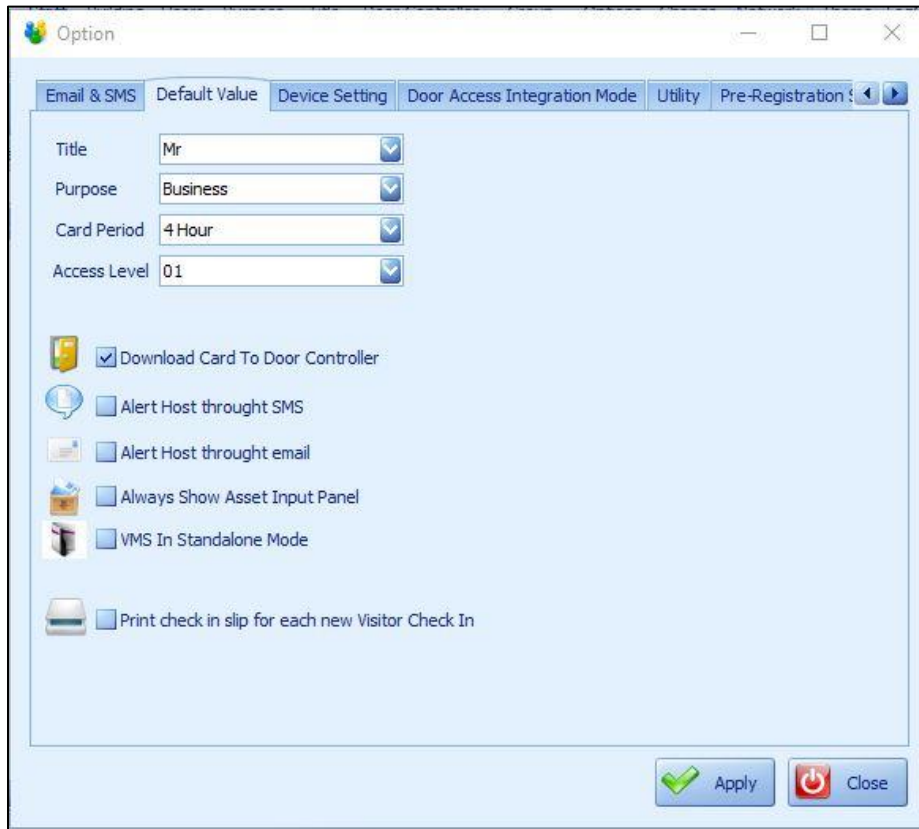 Option
Email & SMS Default Value Device Setting Door Access Integration Mode Utility Pre-Registration
Title Mr
Purpose Business
Card Period 4 Hour
Access Level 01
Download Card To Door Controller
Alert Host throught SMS
Alert Host throught email
Always Show Asset Input Panel
VMS In Standalone Mode
Print check in slip for each new Visitor Check In
Apply Close